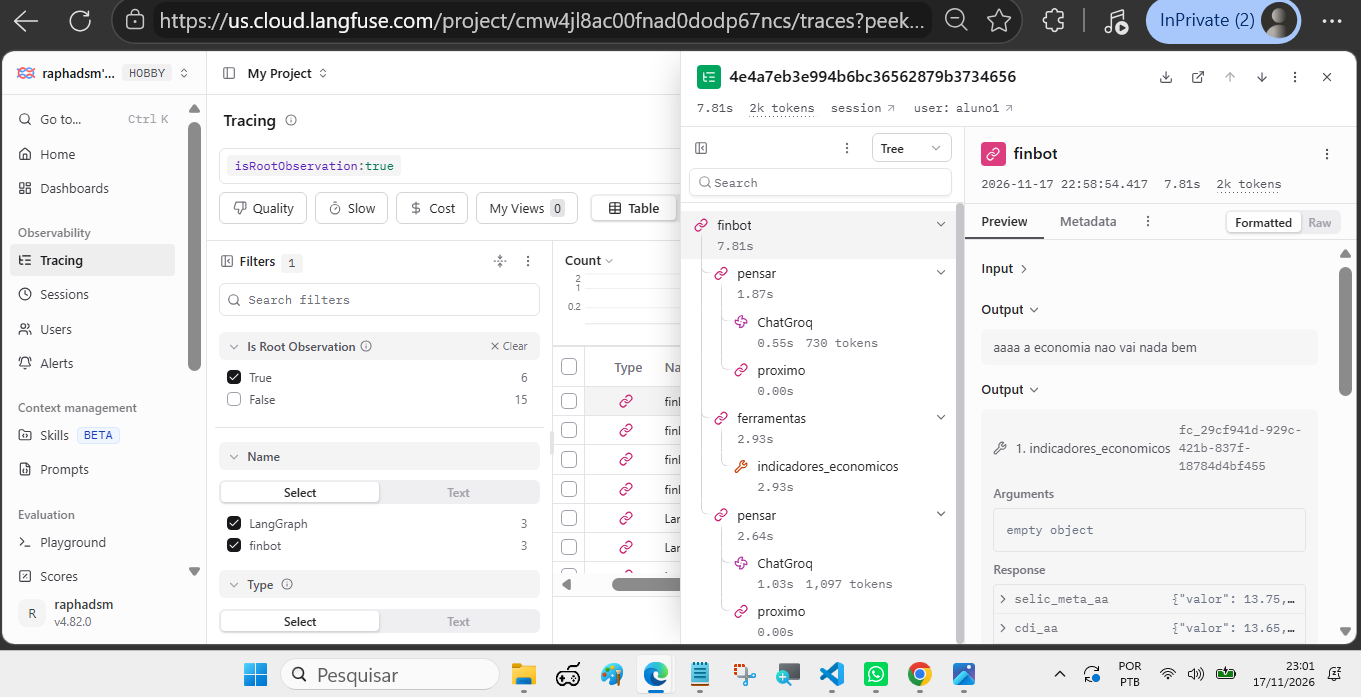 https://us.cloud.langfuse.com/project/cmw4jl8ac00fnad0dodp67ncs/traces?peek...
InPrivate (2)
raphadsm'... HOBBY
Go to... Ctrl K
Home
Dashboards
Observability
Tracing
Sessions
Users
Alerts
Context management
Skills BETA
Prompts
Evaluation
Playground
Scores
R
raphadsm
v4.82.0
My Project
Tracing
isRootObservation:true
Quality Slow $ Cost My Views 0 Table
Filters 1
Search filters
Is Root Observation Clear
True 6
False 15
Name
Select Text
LangGraph 3
finbot 3
Type
Select Text
Count
2
1
0.2
Type
4e4a7eb3e994b6bc36562879b3734656
7.81s 2k tokens session user: aluno1
Tree
Search
finbot
7.81s
pensar
1.87s
ChatGroq
0.55s 730 tokens
proximo
0.00s
ferramentas
2.93s
indicadores_economicos
2.93s
pensar
2.64s
ChatGroq
1.03s 1,097 tokens
proximo
0.00s
finbot
2026-11-17 22:58:54.417 7.81s 2k tokens
Preview Metadata Formatted Raw
Input
Output
aaaa a economia nao vai nada bem
Output
1. indicadores_economicos
fc_29cf941d-929c-
421b-837f-
18784d4bf455
Arguments
empty object
Response
selic_meta_aa {"valor": 13.75,…
cdi_aa {"valor": 13.65,…
Pesquisar
POR
PTB
23:01
17/11/2026